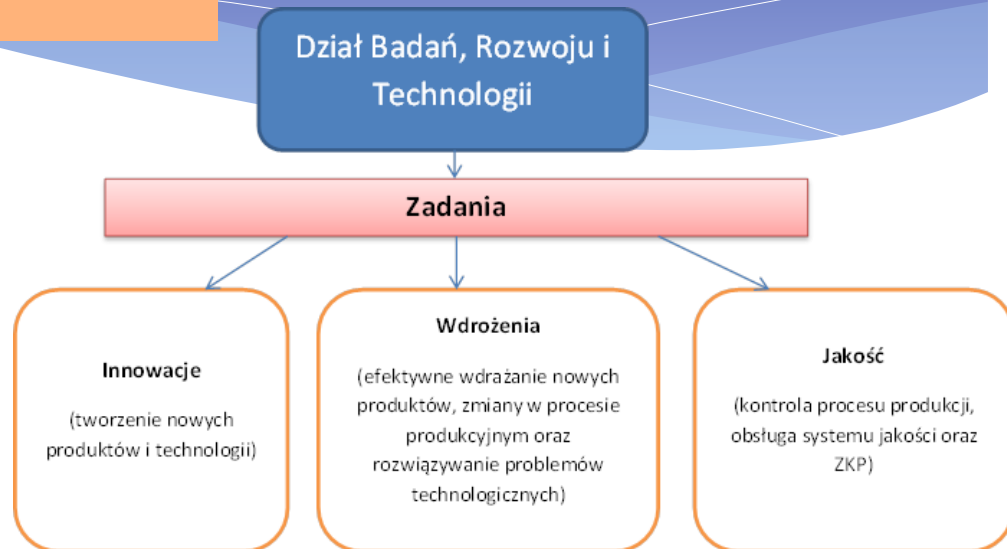 Dział Badań, Rozwoju i
Technologii
Zadania
Innowacje
(tworzenie nowych
produktów i technologii)
Wdrożenia
(efektywne wdrażanie nowych
produktów, zmiany w procesie
produkcyjnym oraz
rozwiązywanie problemów
technologicznych)
Jakość
(kontrola procesu produkcji,
obsługa systemu jakości oraz
ZKP)